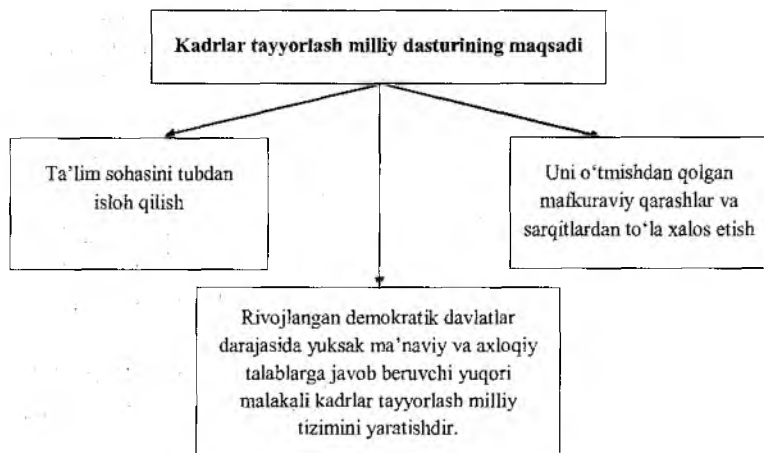 Kadrlar tayyorlash milliy dasturining maqsadi
Ta’lim sohasini tubdan
isloh qilish
Uni o‘tmishdan qolgan
mafkuraviy qarashlar va
sarqitlardan to‘la xalos etish
Rivojlangan demokratik davlatlar
darajasida yuksak ma’naviy va axloqiy
talablarga javob beruvchi yuqori
malakali kadrlar tayyorlash milliy
tizimini yaratishdir.